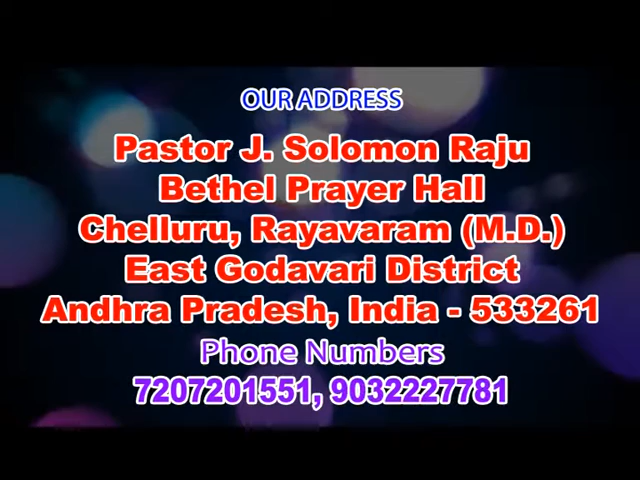 OUR ADDRESS
Pastor J. Solomon Raju
Bethel Prayer Hall
Chelluru, Rayavaram (M.D.)
East Godavari District
Andhra Pradesh, India - 533261
Phone Numbers
7207201551, 9032227781